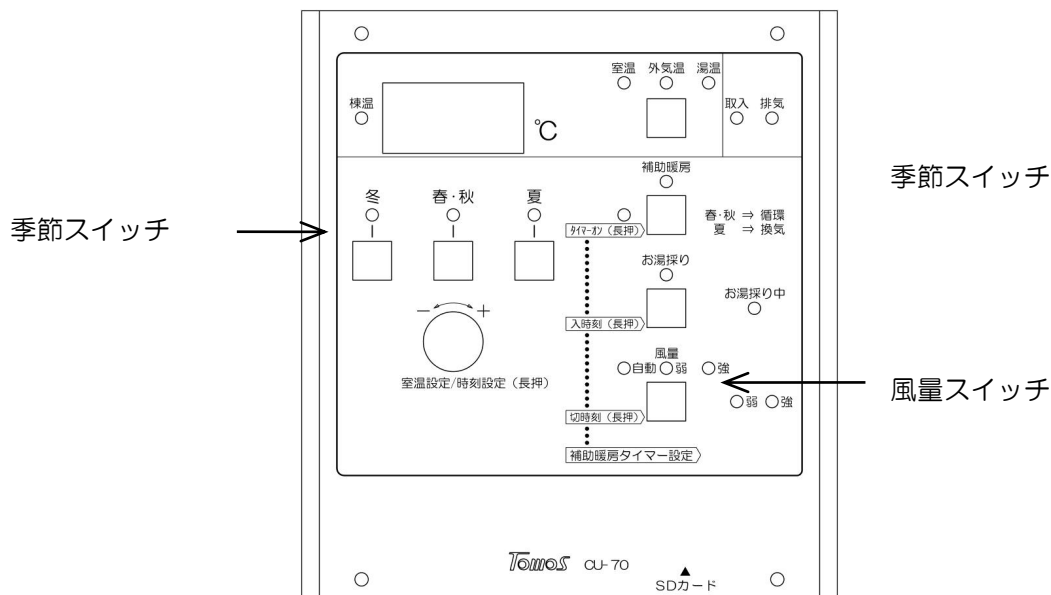 室温 外気温 湯温
棟温
取入 排気
℃
補助暖房
季節スイッチ
季節スイッチ
冬 春・秋 夏
春・秋 ⇒ 循環
夏 ⇒ 換気
タイマーオン(長押)
お湯採り
お湯採り中
− +
入時刻(長押)
風量
自動 弱 強
室温設定/時刻設定(長押)
風量スイッチ
弱 強
切時刻(長押)
補助暖房タイマー設定
Tomos CU-70
▲
SDカード